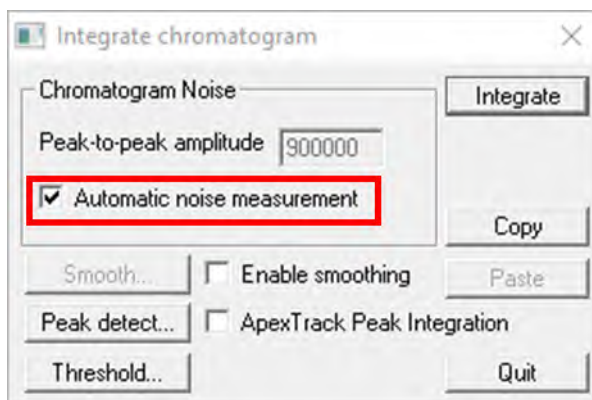 Integrate chromatogram
Chromatogram Noise
Integrate
Peak-to-peak amplitude 900000
Automatic noise measurement
Copy
Smooth... Enable smoothing Paste
Peak detect... ApexTrack Peak Integration
Threshold... Quit